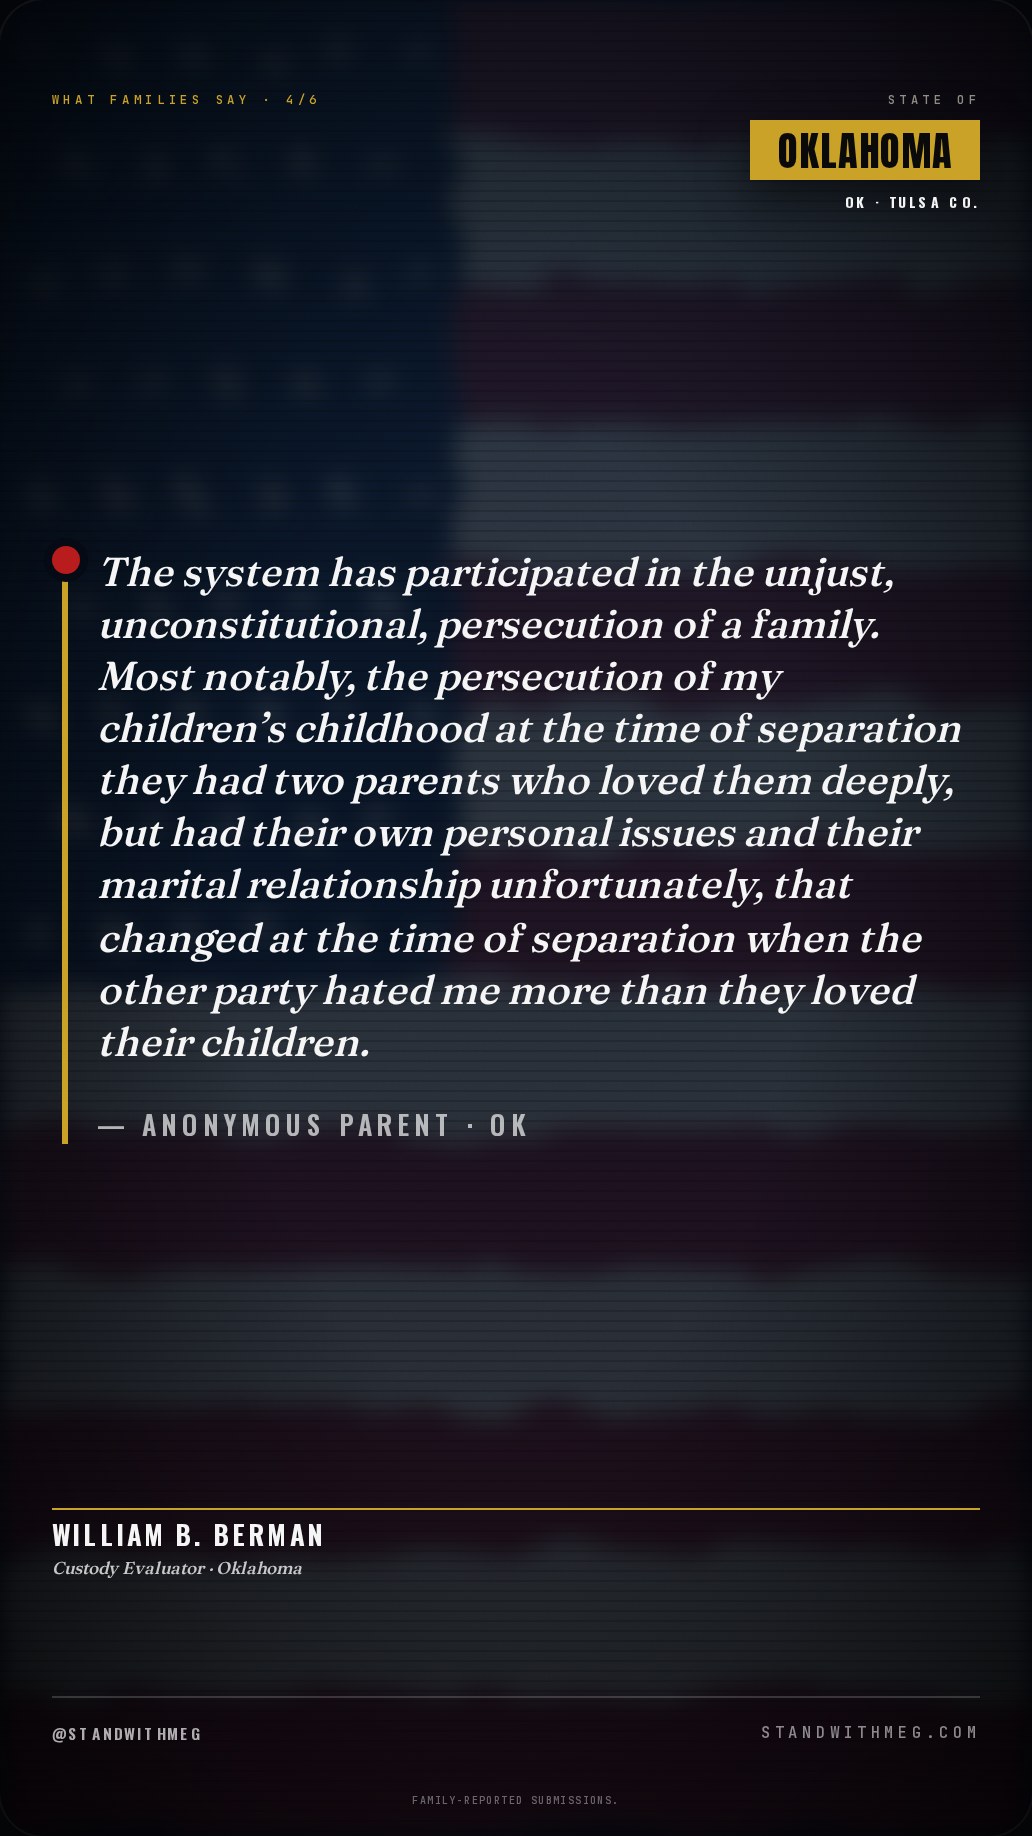 WHAT FAMILIES SAY · 4/6
STATE OF
OKLAHOMA
OK · TULSA CO.
The system has participated in the unjust,
unconstitutional, persecution of a family.
Most notably, the persecution of my
children’s childhood at the time of separation
they had two parents who loved them deeply,
but had their own personal issues and their
marital relationship unfortunately, that
changed at the time of separation when the
other party hated me more than they loved
their children.
— ANONYMOUS PARENT · OK
WILLIAM B. BERMAN
Custody Evaluator · Oklahoma
@STANDWITHMEG
STANDWITHMEG.COM
FAMILY-REPORTED SUBMISSIONS.